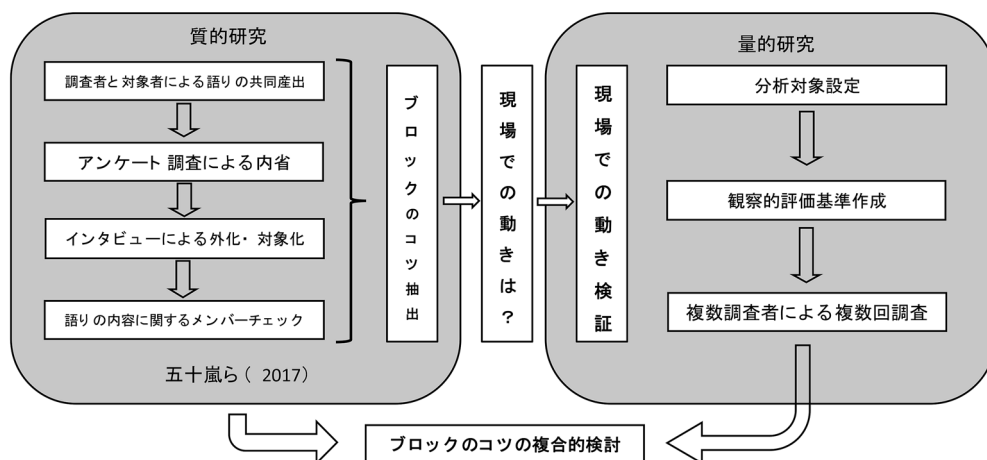 質的研究
調査者と対象者による語りの共同産出
アンケート調査による内省
インタビューによる外化・対象化
語りの内容に関するメンバーチェック
五十嵐ら（2017）
ブロックのコツ抽出
現場での動きは？
現場での動き検証
量的研究
分析対象設定
観察的評価基準作成
複数調査者による複数回調査
ブロックのコツの複合的検討